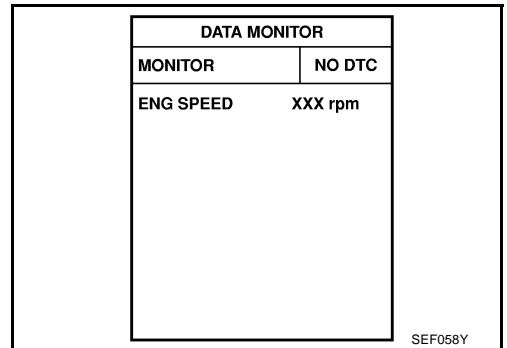 DATA MONITOR
MONITOR NO DTC
ENG SPEED XXX rpm
SEF058Y